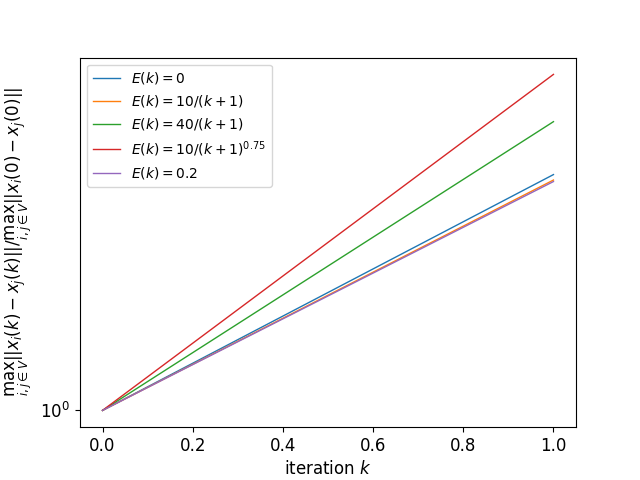 E(k) = 0
E(k) = 10/(k + 1)
E(k) = 40/(k + 1)
E(k) = 10/(k + 1)^{0.75}
E(k) = 0.2
max_{i,j∈V}||x_i(k) − x_j(k)||/max_{i,j∈V}||x_i(0) − x_j(0)||
10^0
0.0 0.2 0.4 0.6 0.8 1.0
iteration k